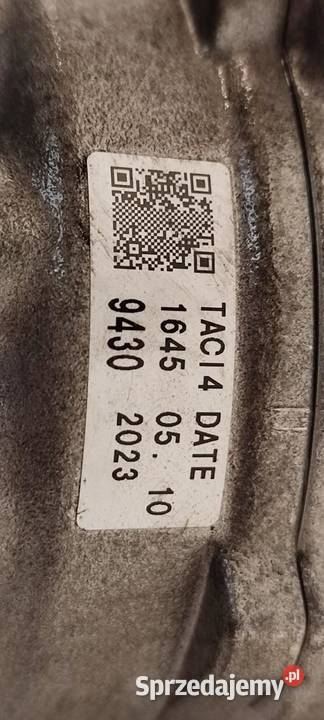 TACI4 DATE
1645 05. 10
9430 2023
Sprzedajemy.pl